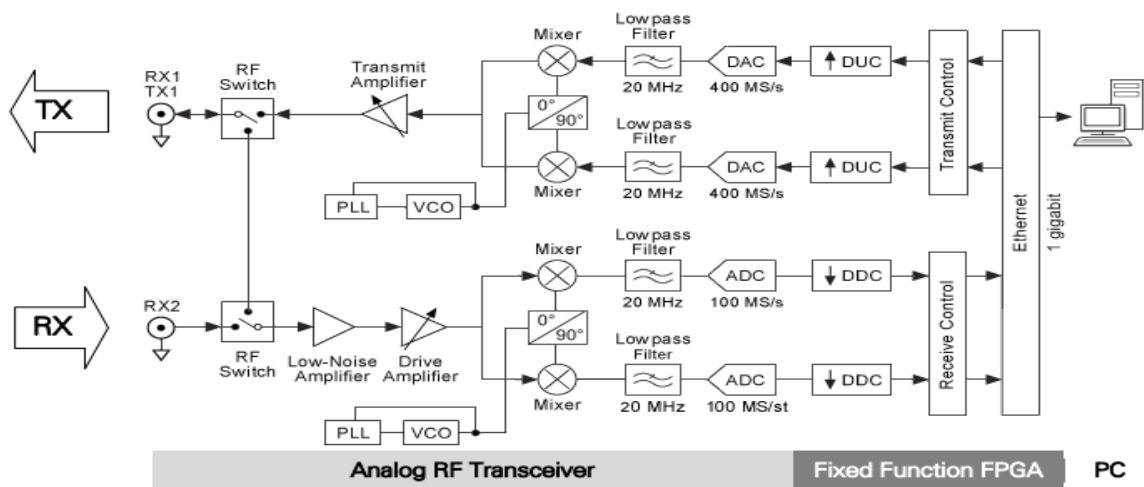 TX
RX1
TX1
RF
Switch
Transmit
Amplifier
Mixer
0°
90°
Mixer
Lowpass
Filter
20 MHz
DAC
400 MS/s
DUC
Lowpass
Filter
20 MHz
DAC
400 MS/s
DUC
Transmit Control
PLL
VCO
Ethernet
1 gigabit
RX
RX2
RF
Switch
Low-Noise
Amplifier
Drive
Amplifier
Mixer
0°
90°
Mixer
Lowpass
Filter
20 MHz
ADC
100 MS/s
DDC
Lowpass
Filter
20 MHz
ADC
100 MS/st
DDC
Receive Control
PLL
VCO
Analog RF Transceiver
Fixed Function FPGA
PC